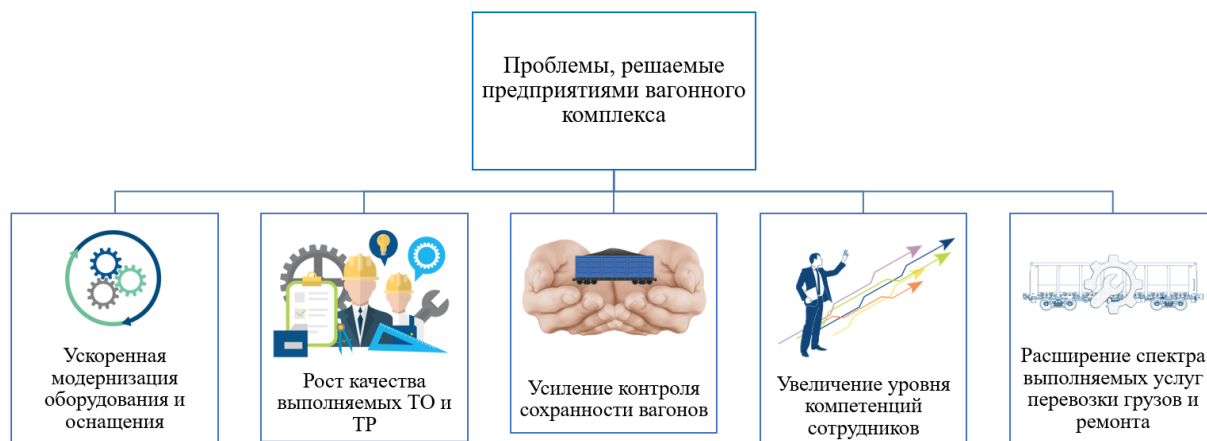 Проблемы, решаемые
предприятиями вагонного
комплекса
Ускоренная
модернизация
оборудования и
оснащения
Рост качества
выполняемых ТО и
ТР
Усиление контроля
сохранности вагонов
Увеличение уровня
компетенций
сотрудников
Расширение спектра
выполняемых услуг
перевозки грузов и
ремонта